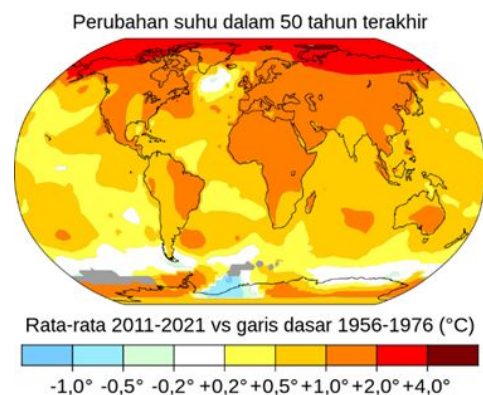 Perubahan suhu dalam 50 tahun terakhir
Rata-rata 2011-2021 vs garis dasar 1956-1976 (°C)
-1,0° -0,5° -0,2° +0,2° +0,5° +1,0° +2,0° +4,0°